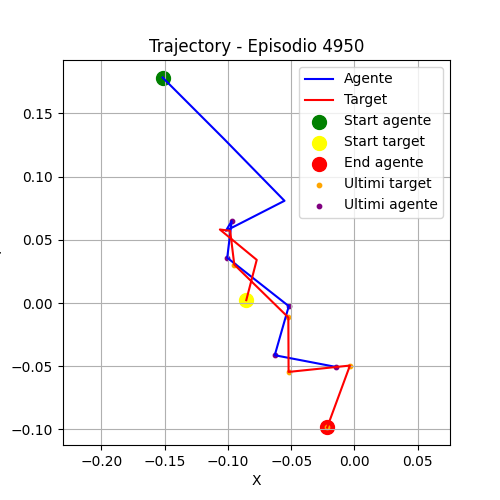 Trajectory - Episodio 4950
Agente
Target
Start agente
Start target
End agente
Ultimi target
Ultimi agente
0.15
0.10
0.05
0.00
−0.05
−0.10
−0.20
−0.15
−0.10
−0.05
0.00
0.05
X